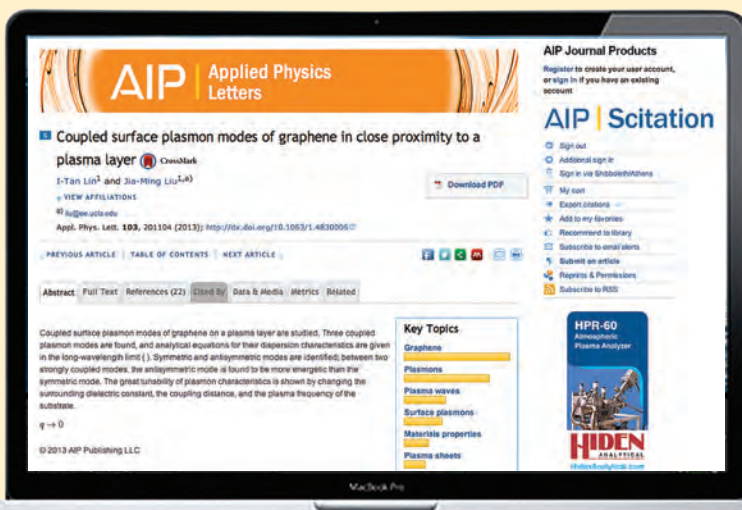 AIP | Applied Physics
Letters
Coupled surface plasmon modes of graphene in close proximity to a
plasma layer CrossMark
I-Tan Lin1 and Jia-Ming Liu1,a)
VIEW AFFILIATIONS
a) liu@ee.ucla.edu
Appl. Phys. Lett. 103, 201104 (2013); http://dx.doi.org/10.1063/1.4830006
Download PDF
PREVIOUS ARTICLE | TABLE OF CONTENTS | NEXT ARTICLE
Abstract Full Text References (22) Cited By Data & Media Metrics Related
Coupled surface plasmon modes of graphene on a plasma layer are studied. Three coupled
plasmon modes are found, and analytical equations for their dispersion characteristics are given
in the long-wavelength limit ( ). Symmetric and antisymmetric modes are identified; between two
strongly coupled modes, the antisymmetric mode is found to be more energetic than the
symmetric mode. The great tunability of plasmon characteristics is shown by changing the
surrounding dielectric constant, the coupling distance, and the plasma frequency of the
substrate.
q → 0
© 2013 AIP Publishing LLC
Key Topics
Graphene
Plasmons
Plasma waves
Surface plasmons
Materials properties
Plasma sheets
AIP Journal Products
Register to create your user account,
or sign in if you have an existing
account
AIP | Scitation
Sign out
Additional sign in
Sign in via Shibboleth/Athens
My cart
Export citations
Add to my favorites
Recommend to library
Subscribe to email alerts
Submit an article
Reprints & Permissions
Subscribe to RSS
HPR-60
Atmospheric
Plasma Analyzer
HIDEN
ANALYTICAL
HidenAnalytical.com
MacBook Pro